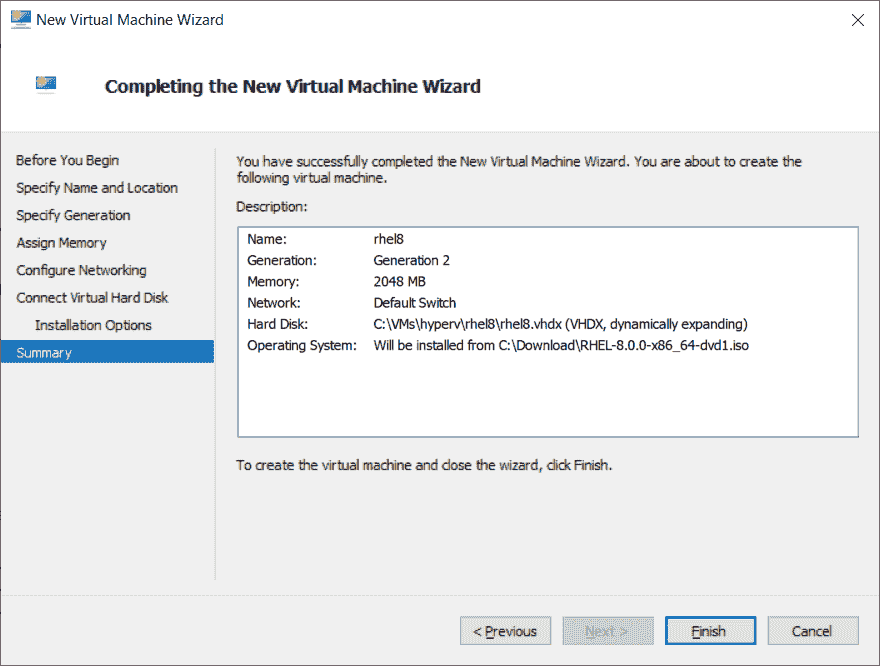 New Virtual Machine Wizard
Completing the New Virtual Machine Wizard
Before You Begin
Specify Name and Location
Specify Generation
Assign Memory
Configure Networking
Connect Virtual Hard Disk
Installation Options
Summary
You have successfully completed the New Virtual Machine Wizard. You are about to create the
following virtual machine.
Description:
Name: rhel8
Generation: Generation 2
Memory: 2048 MB
Network: Default Switch
Hard Disk: C:\VMs\hyperv\rhel8\rhel8.vhdx (VHDX, dynamically expanding)
Operating System: Will be installed from C:\Download\RHEL-8.0.0-x86_64-dvd1.iso
To create the virtual machine and close the wizard, click Finish.
< Previous Next > Finish Cancel